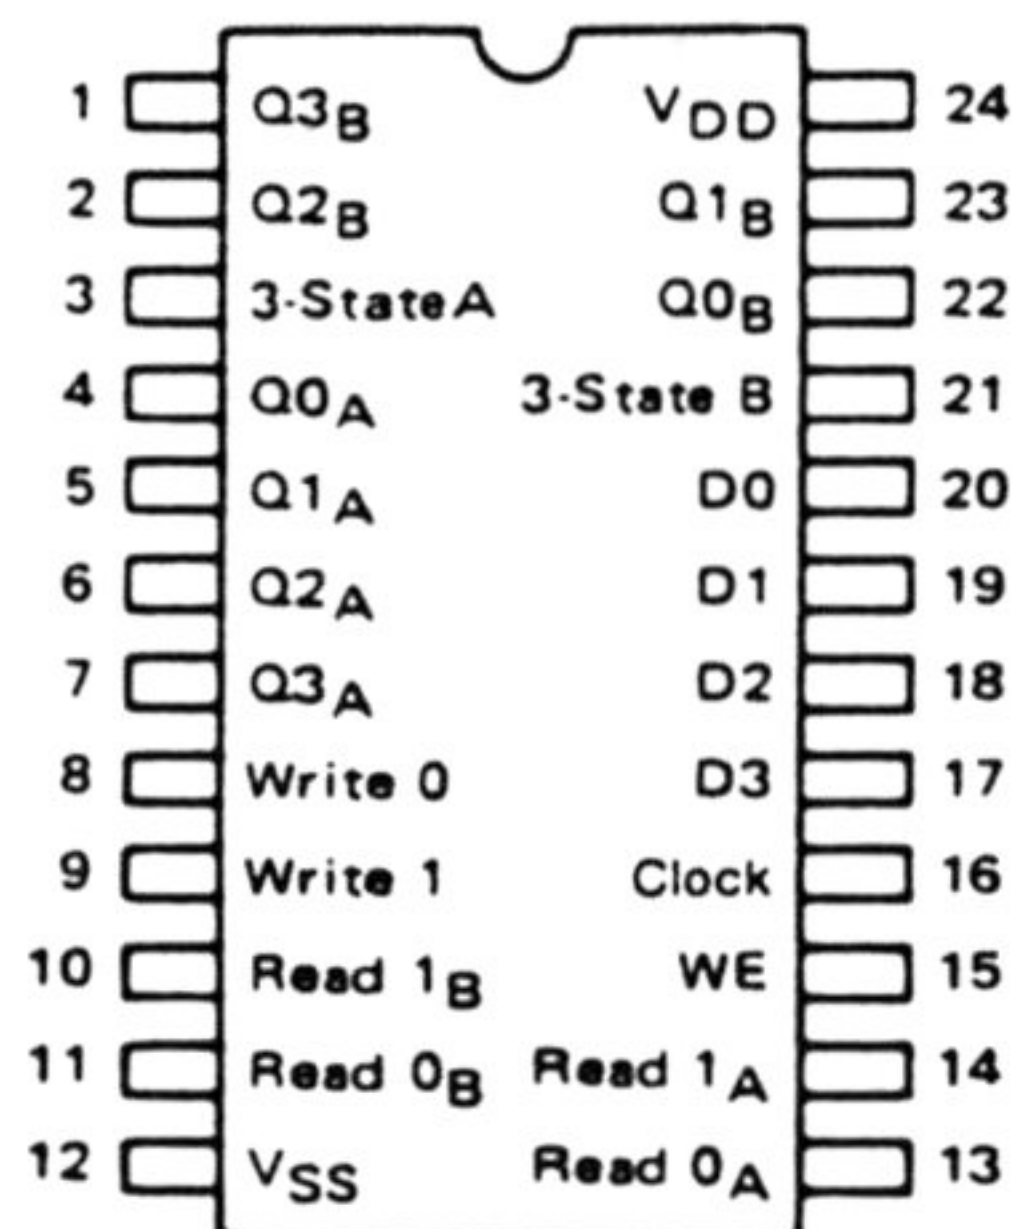 1 Q3B VDD 24
2 Q2B Q1B 23
3 3-State A Q0B 22
4 Q0A 3-State B 21
5 Q1A D0 20
6 Q2A D1 19
7 Q3A D2 18
8 Write 0 D3 17
9 Write 1 Clock 16
10 Read 1B WE 15
11 Read 0B Read 1A 14
12 VSS Read 0A 13